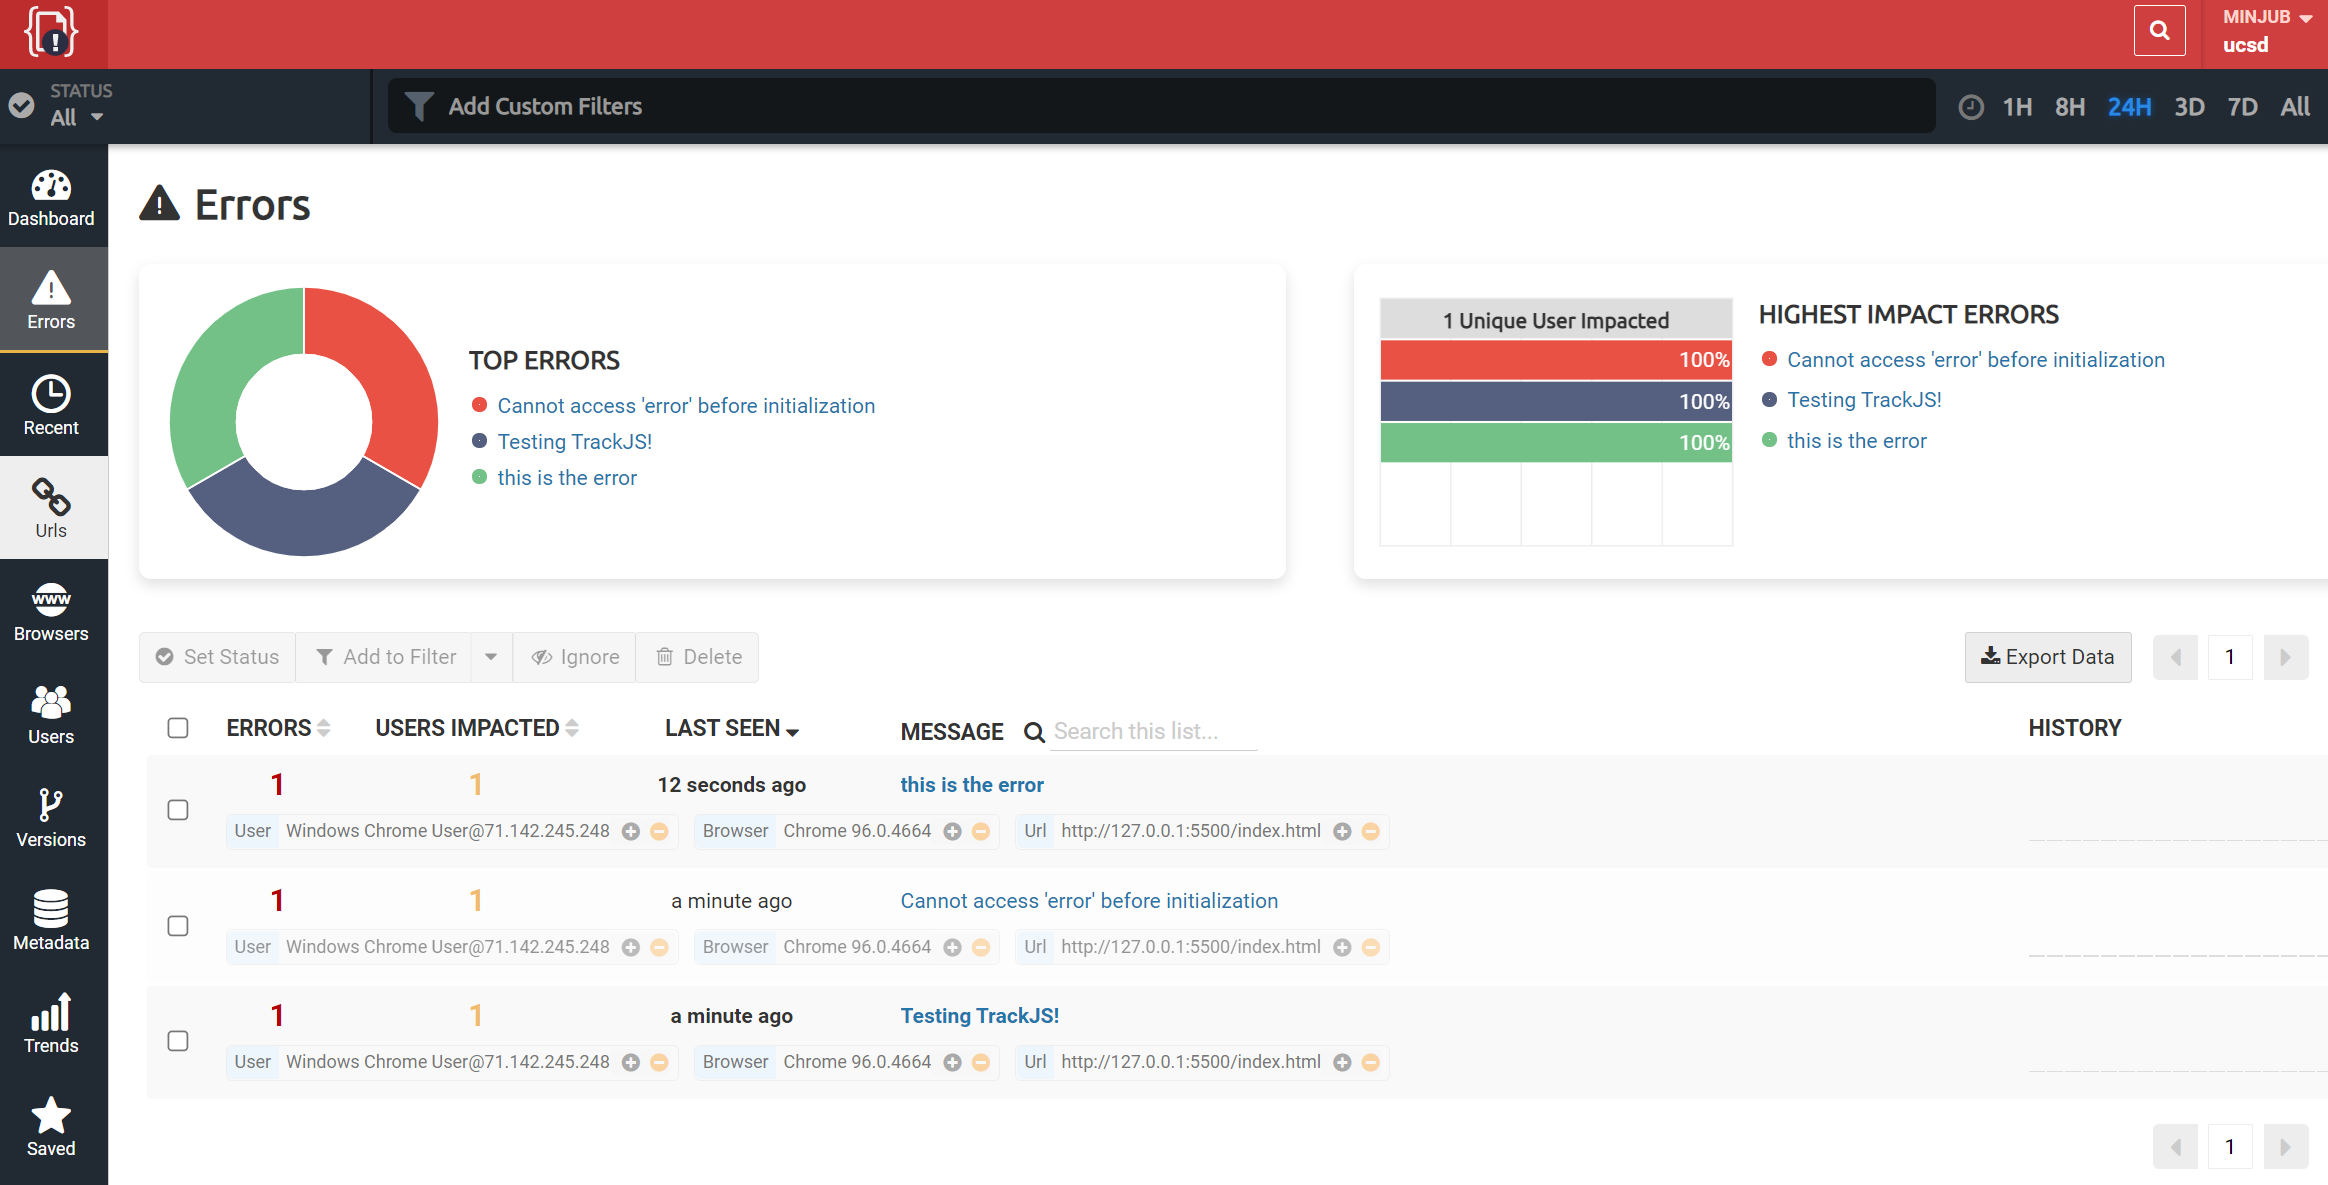 MINJUB
ucsd
STATUS
All
Add Custom Filters
1H 8H 24H 3D 7D All
Dashboard
Errors
Recent
Urls
Browsers
Users
Versions
Metadata
Trends
Saved
Errors
TOP ERRORS
Cannot access 'error' before initialization
Testing TrackJS!
this is the error
1 Unique User Impacted
100%
100%
100%
HIGHEST IMPACT ERRORS
Cannot access 'error' before initialization
Testing TrackJS!
this is the error
Set Status Add to Filter Ignore Delete
Export Data 1
ERRORS USERS IMPACTED LAST SEEN MESSAGE Search this list... HISTORY
1 1 12 seconds ago this is the error
User Windows Chrome User@71.142.245.248 Browser Chrome 96.0.4664 Url http://127.0.0.1:5500/index.html
1 1 a minute ago Cannot access 'error' before initialization
User Windows Chrome User@71.142.245.248 Browser Chrome 96.0.4664 Url http://127.0.0.1:5500/index.html
1 1 a minute ago Testing TrackJS!
User Windows Chrome User@71.142.245.248 Browser Chrome 96.0.4664 Url http://127.0.0.1:5500/index.html
1